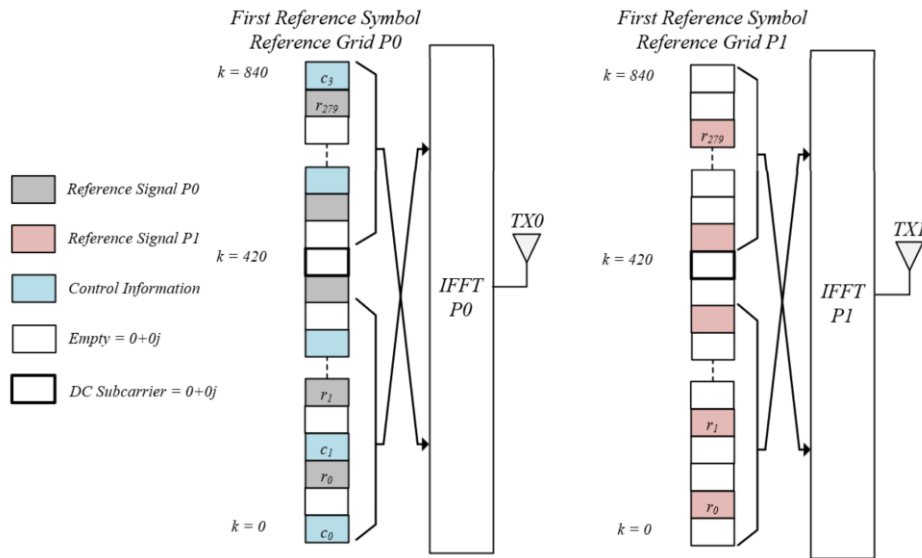 First Reference Symbol
Reference Grid P0
k = 840
c3
r279
k = 420
r1
c1
r0
k = 0
c0
IFFT
P0
TX0
Reference Signal P0
Reference Signal P1
Control Information
Empty = 0+0j
DC Subcarrier = 0+0j
First Reference Symbol
Reference Grid P1
k = 840
r279
k = 420
r1
r0
k = 0
IFFT
P1
TX1